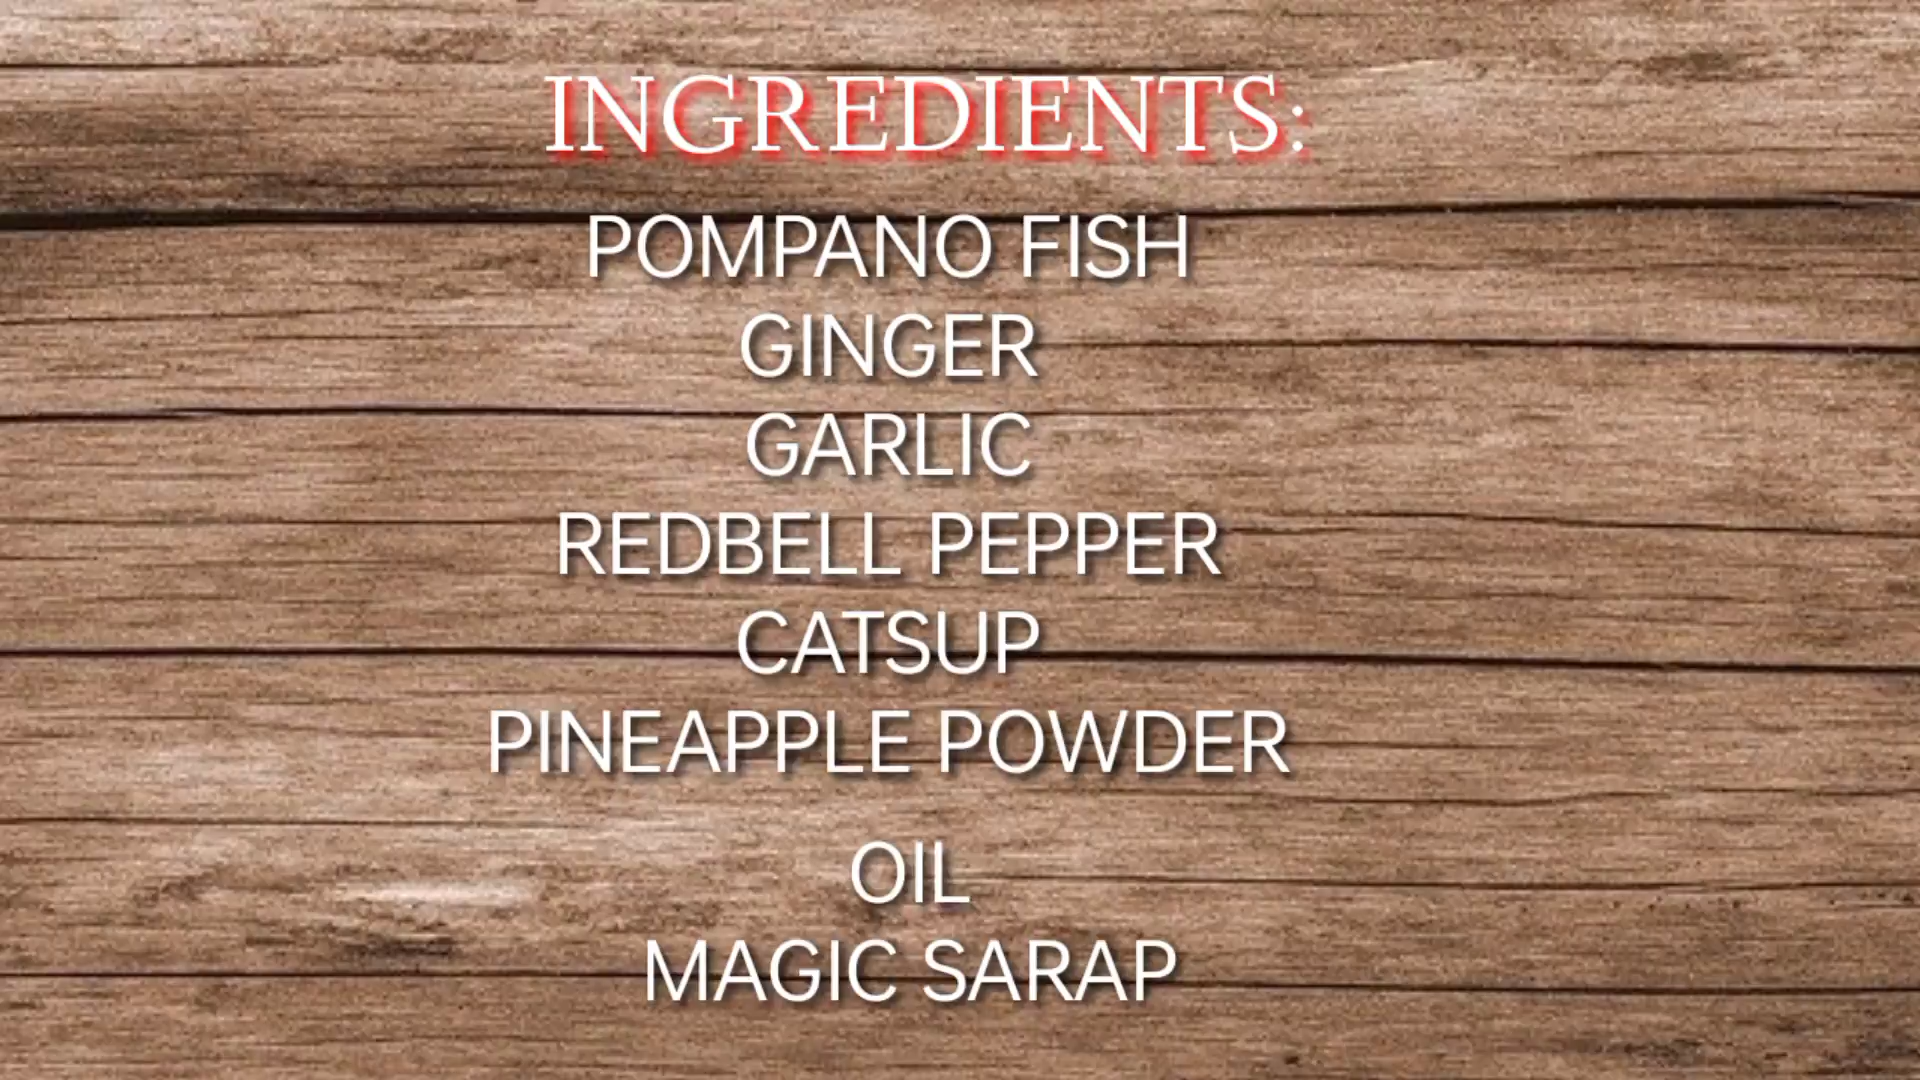 INGREDIENTS:
POMPANO FISH
GINGER
GARLIC
REDBELL PEPPER
CATSUP
PINEAPPLE POWDER
OIL
MAGIC SARAP